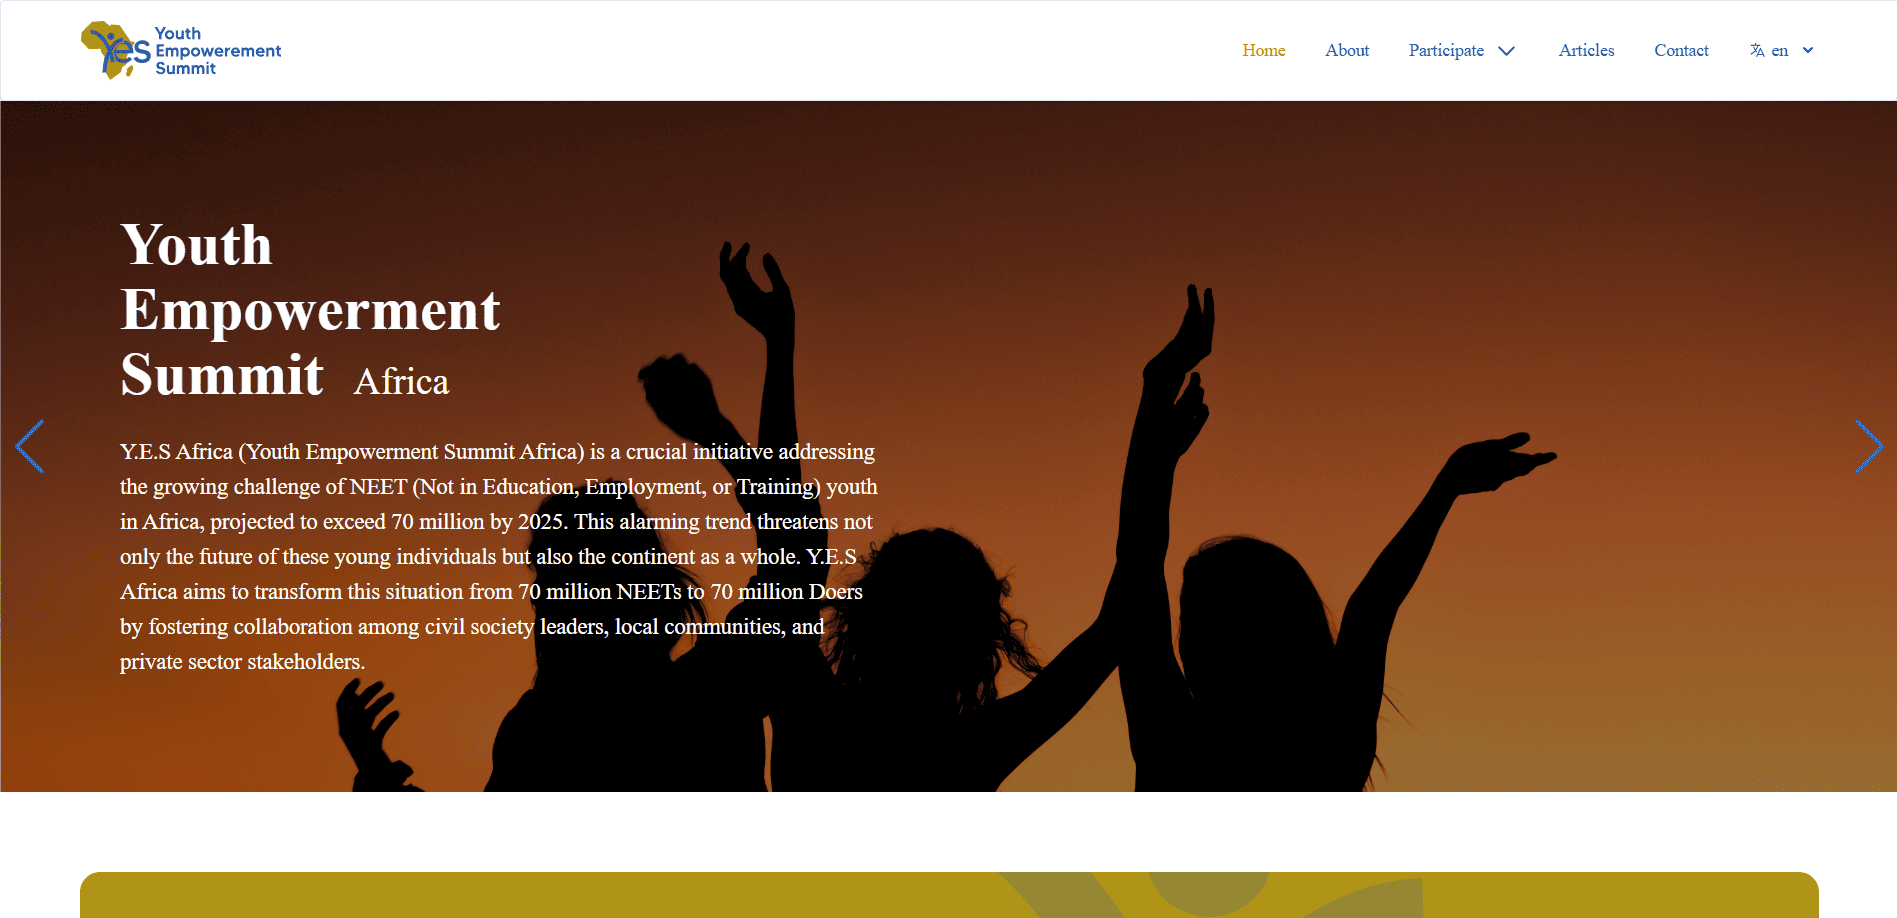 Yes
Youth
Empowerement
Summit
Home
About
Participate
Articles
Contact
en
Youth
Empowerment
Summit Africa
Y.E.S Africa (Youth Empowerment Summit Africa) is a crucial initiative addressing
the growing challenge of NEET (Not in Education, Employment, or Training) youth
in Africa, projected to exceed 70 million by 2025. This alarming trend threatens not
only the future of these young individuals but also the continent as a whole. Y.E.S
Africa aims to transform this situation from 70 million NEETs to 70 million Doers
by fostering collaboration among civil society leaders, local communities, and
private sector stakeholders.